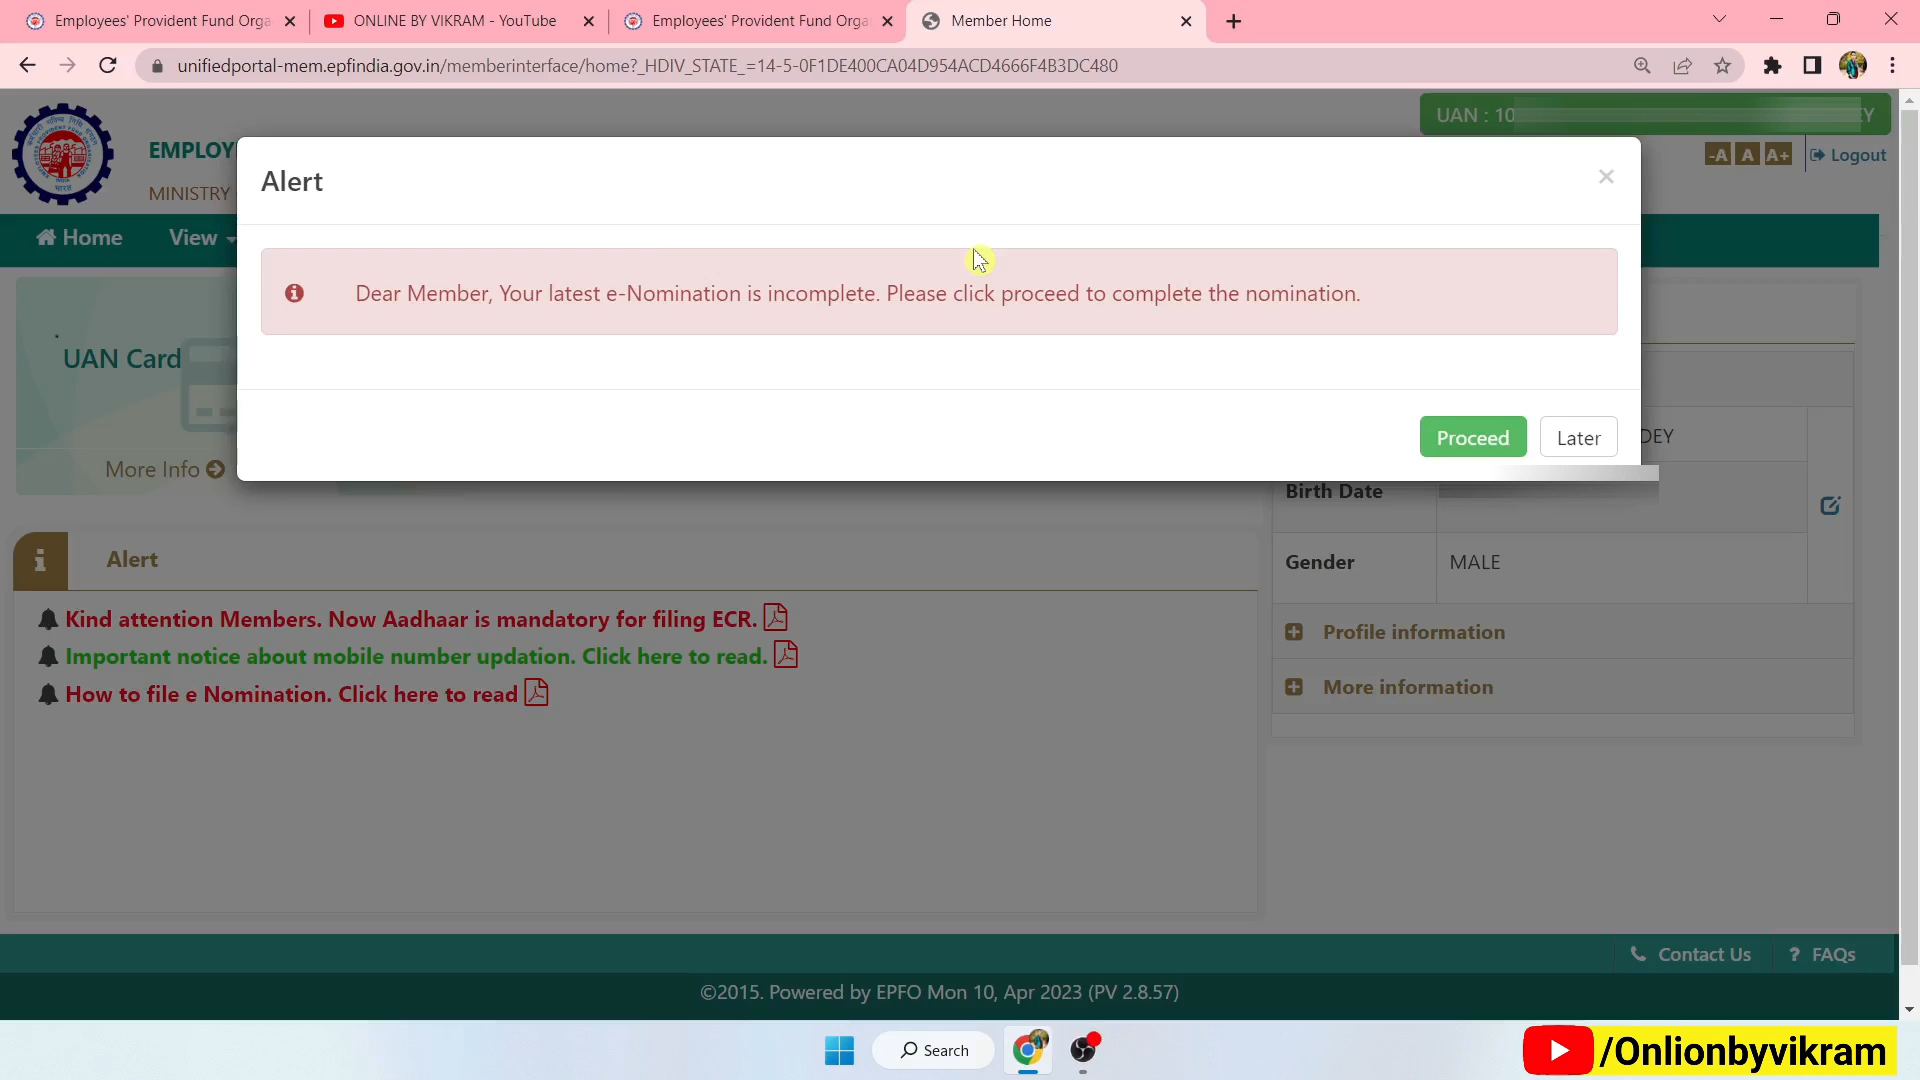 Employees' Provident Fund Orga
ONLINE BY VIKRAM - YouTube
Employees' Provident Fund Orga
Member Home
unifiedportal-mem.epfindia.gov.in/memberinterface/home?_HDIV_STATE_=14-5-0F1DE400CA04D954ACD4666F4B3DC480
UAN : 10
EY
EMPLOY
MINISTRY
-A A A+
Logout
Home
View
Alert
×
Dear Member, Your latest e-Nomination is incomplete. Please click proceed to complete the nomination.
Proceed
Later
UAN Card
More Info
DEY
Birth Date
Gender
MALE
Profile information
More information
Alert
Kind attention Members. Now Aadhaar is mandatory for filing ECR.
Important notice about mobile number updation. Click here to read.
How to file e Nomination. Click here to read
Contact Us
? FAQs
©2015. Powered by EPFO Mon 10, Apr 2023 (PV 2.8.57)
Search
/Onlionbyvikram